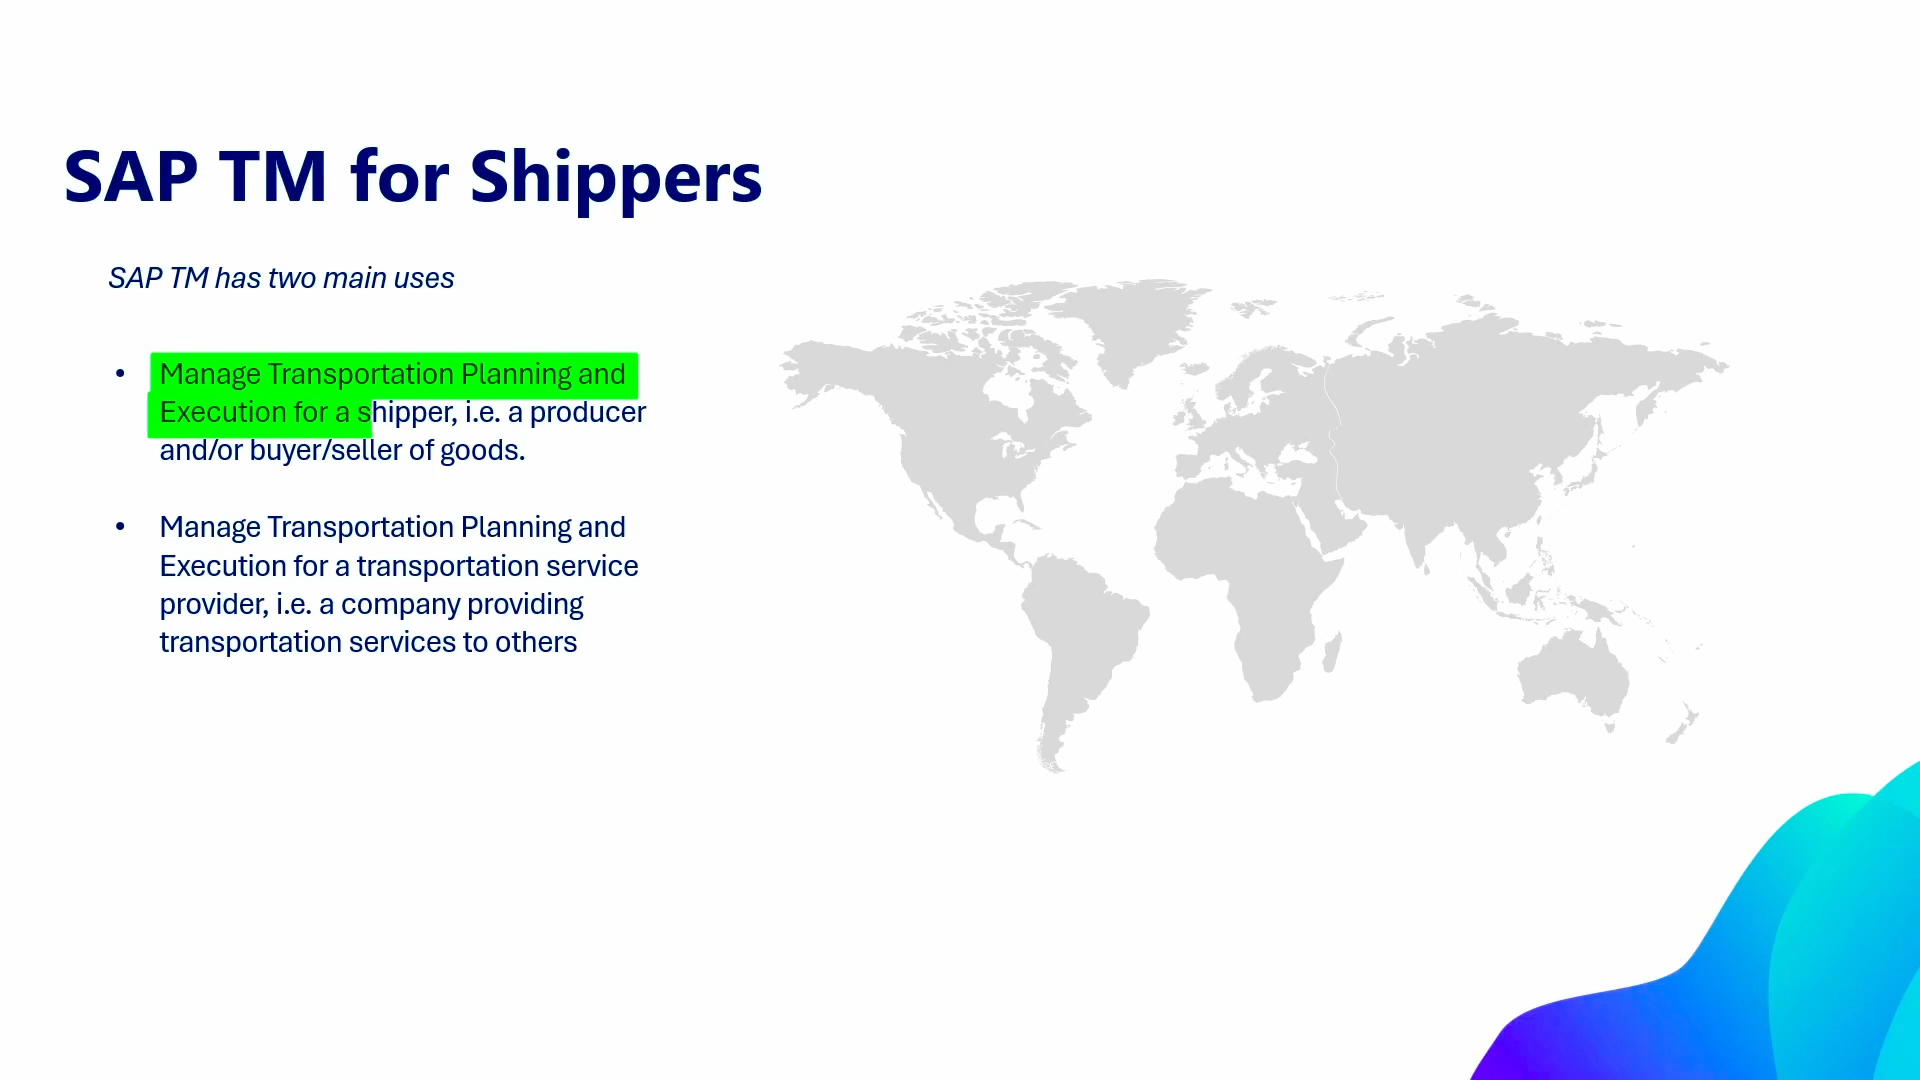 SAP TM for Shippers
SAP TM has two main uses
• Manage Transportation Planning and
Execution for a shipper, i.e. a producer
and/or buyer/seller of goods.
• Manage Transportation Planning and
Execution for a transportation service
provider, i.e. a company providing
transportation services to others